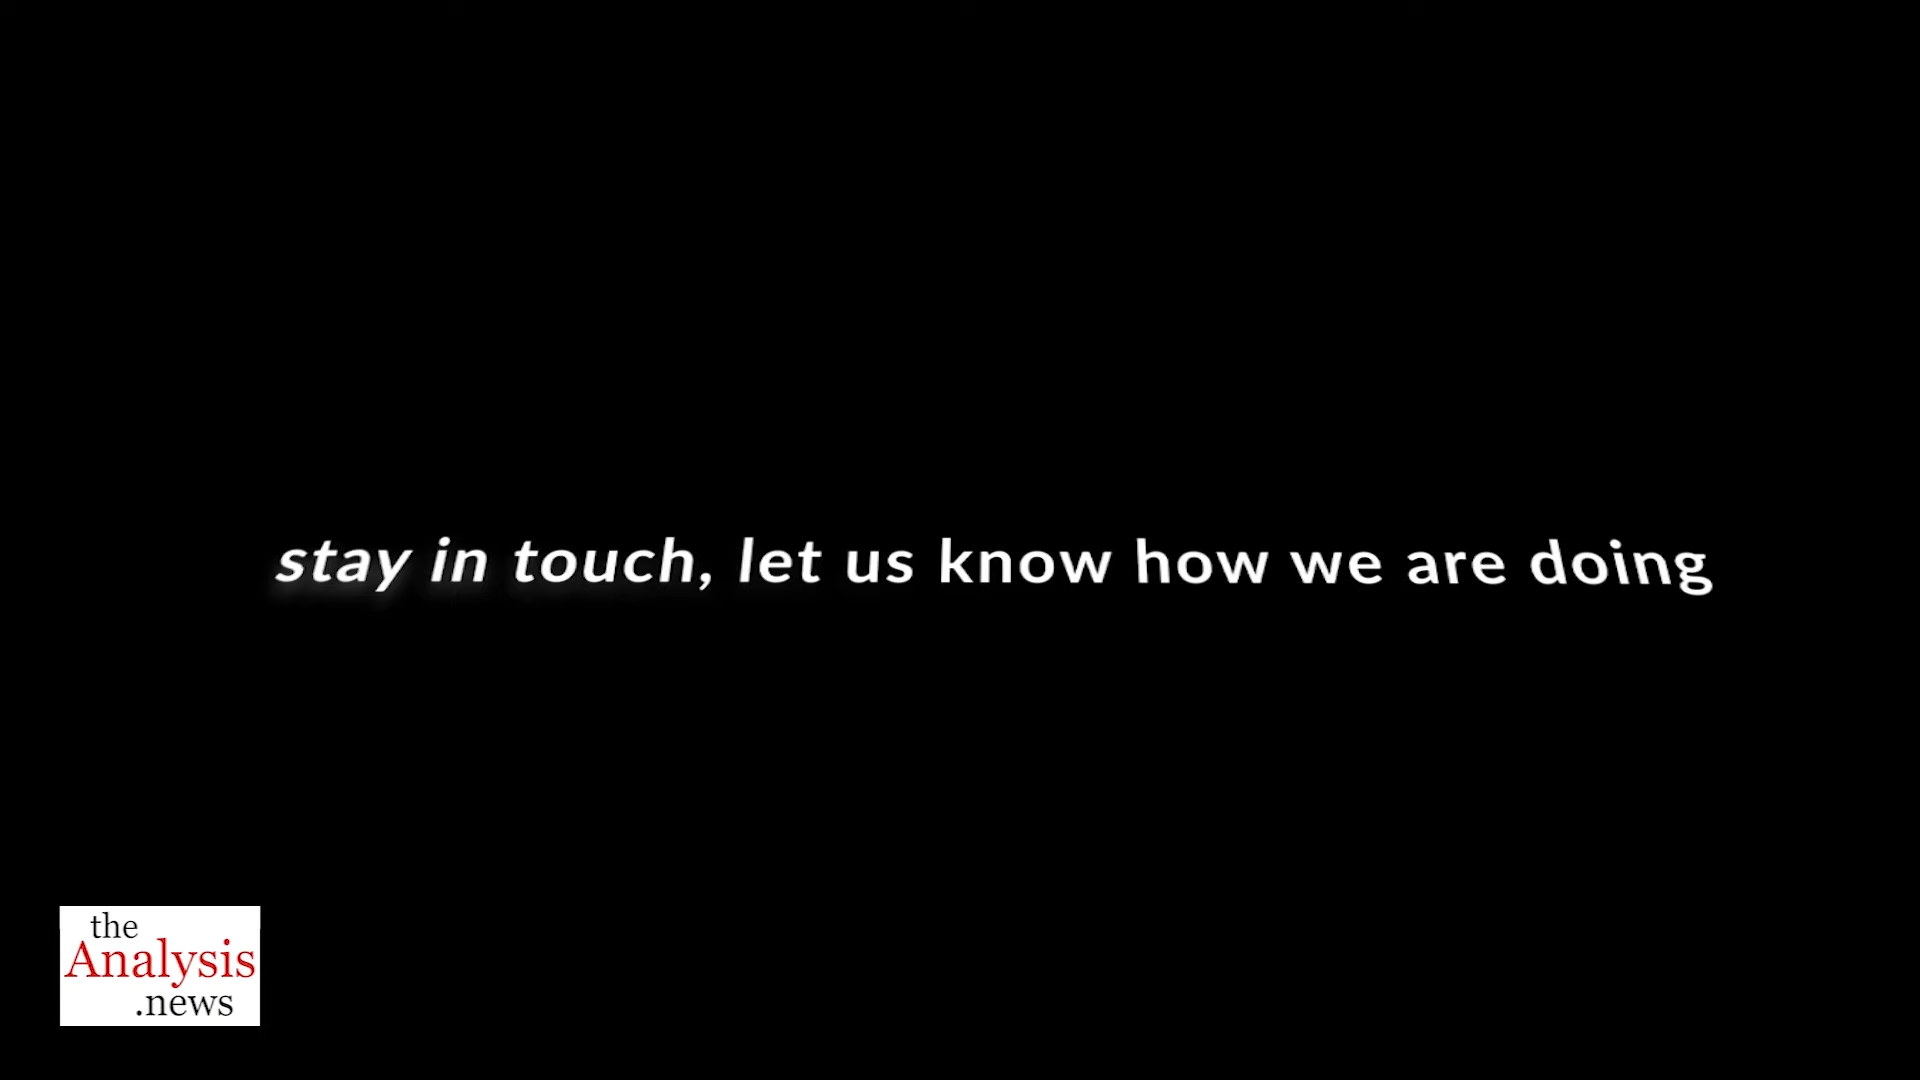 stay in touch, let us know how we are doing
the
Analysis
.news